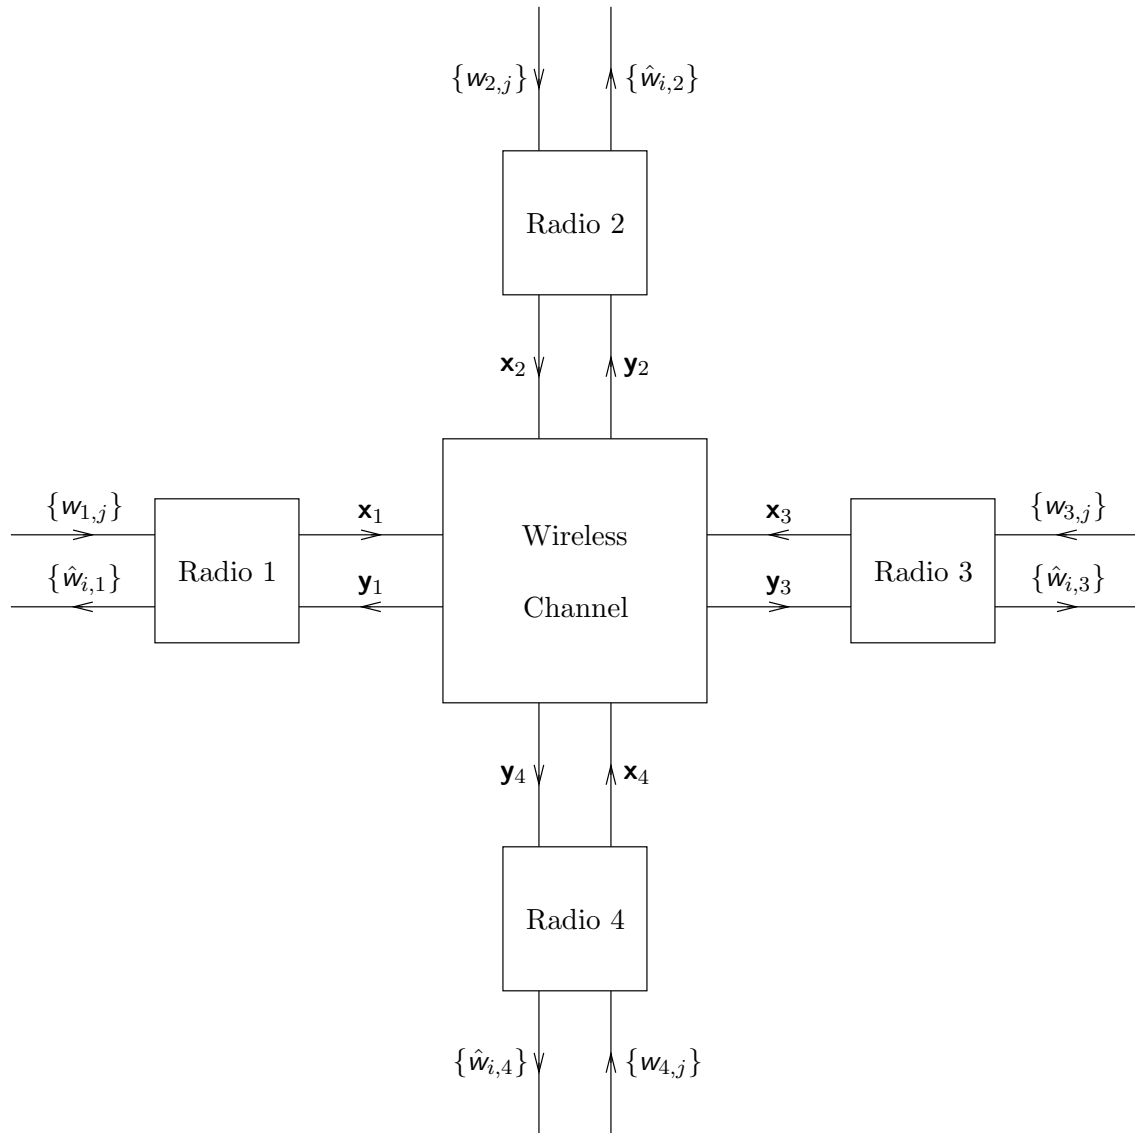 {w_{2,j}} {ŵ_{i,2}}
Radio 2
𝐱_2 𝐲_2
{w_{1,j}} 𝐱_1 Wireless 𝐱_3 {w_{3,j}}
Radio 1 Radio 3
{ŵ_{i,1}} 𝐲_1 Channel 𝐲_3 {ŵ_{i,3}}
𝐲_4 𝐱_4
Radio 4
{ŵ_{i,4}} {w_{4,j}}